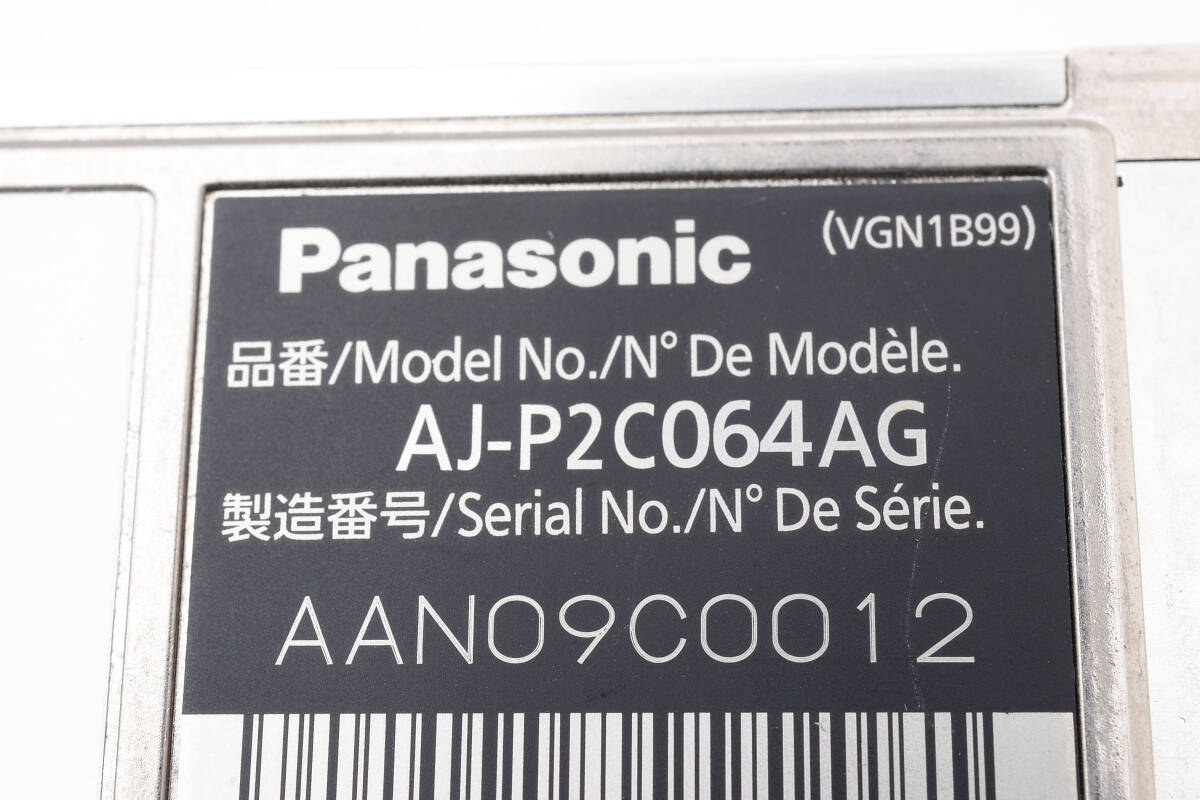 Panasonic (VGN1B99)
品番/Model No./N° De Modèle.
AJ-P2C064AG
製造番号/Serial No./N° De Série.
AAN09C0012